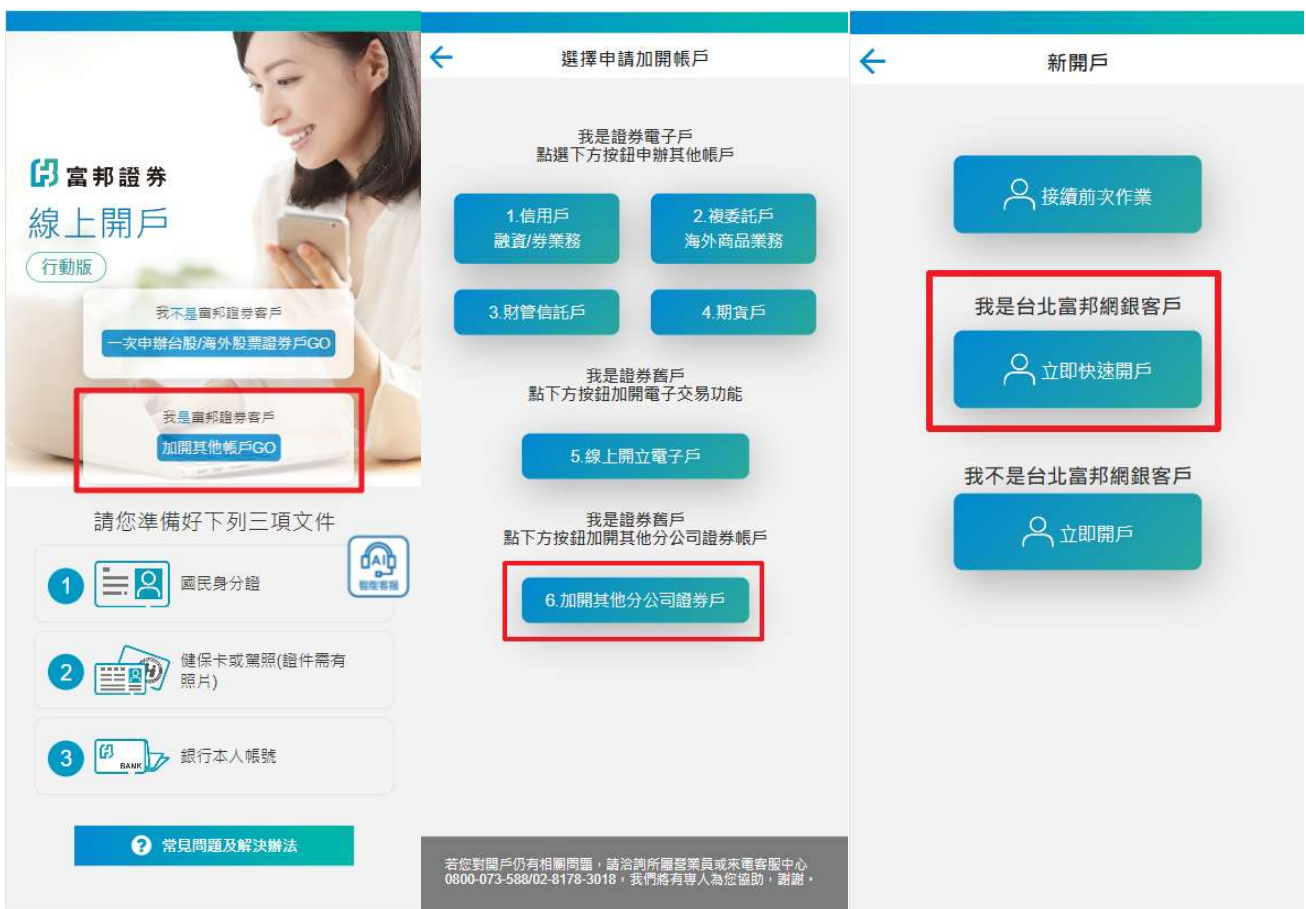 富邦證券
線上開戶
行動版
我不是富邦證券客戶
一次申辦台股/海外股票證券戶GO
我是富邦證券客戶
加開其他帳戶GO
請您準備好下列三項文件
1
國民身分證
AI
智能客服
2
健保卡或駕照(證件需有
照片)
3
BANK
銀行本人帳號
? 常見問題及解決辦法
選擇申請加開帳戶
我是證券電子戶
點選下方按鈕申辦其他帳戶
1.信用戶
融資/券業務
2.複委託戶
海外商品業務
3.財管信託戶
4.期貨戶
我是證券舊戶
點下方按鈕加開電子交易功能
5.線上開立電子戶
我是證券舊戶
點下方按鈕加開其他分公司證券帳戶
6.加開其他分公司證券戶
若您對開戶仍有相關問題，請洽詢所屬營業員或來電客服中心
0800-073-588/02-8178-3018，我們將有專人為您協助，謝謝。
新開戶
接續前次作業
我是台北富邦網銀客戶
立即快速開戶
我不是台北富邦網銀客戶
立即開戶